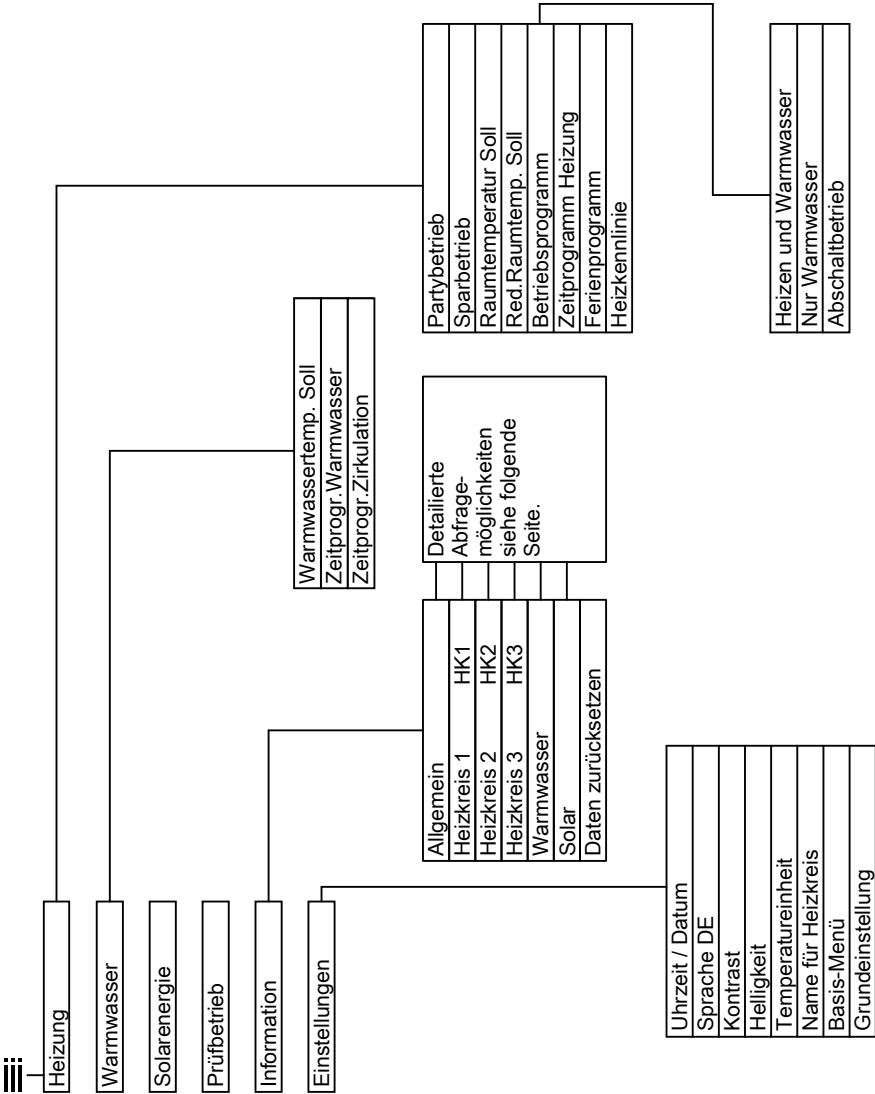 Heizung
Warmwasser
Solarenergie
Prüfbetrieb
Information
Einstellungen
Partybetrieb
Sparbetrieb
Raumtemperatur Soll
Red.Raumtemp. Soll
Betriebsprogramm
Zeitprogramm Heizung
Ferienprogramm
Heizkennlinie
Heizen und Warmwasser
Nur Warmwasser
Abschaltbetrieb
Warmwassertemp. Soll
Zeitprogr.Warmwasser
Zeitprogr.Zirkulation
Allgemein
Heizkreis 1 HK1
Heizkreis 2 HK2
Heizkreis 3 HK3
Warmwasser
Solar
Daten zurücksetzen
Detailierte
Abfrage-
möglichkeiten
siehe folgende
Seite.
Uhrzeit / Datum
Sprache DE
Kontrast
Helligkeit
Temperatureinheit
Name für Heizkreis
Basis-Menü
Grundeinstellung